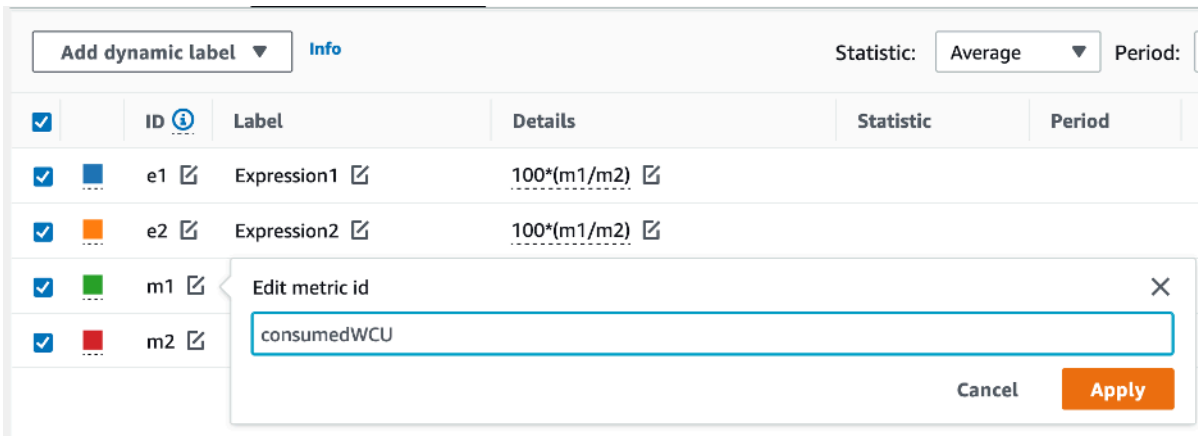 Add dynamic label Info Statistic: Average Period:
ID Label Details Statistic Period
e1 Expression1 100*(m1/m2)
e2 Expression2 100*(m1/m2)
m1 Edit metric id
consumedWCU
m2
Cancel Apply